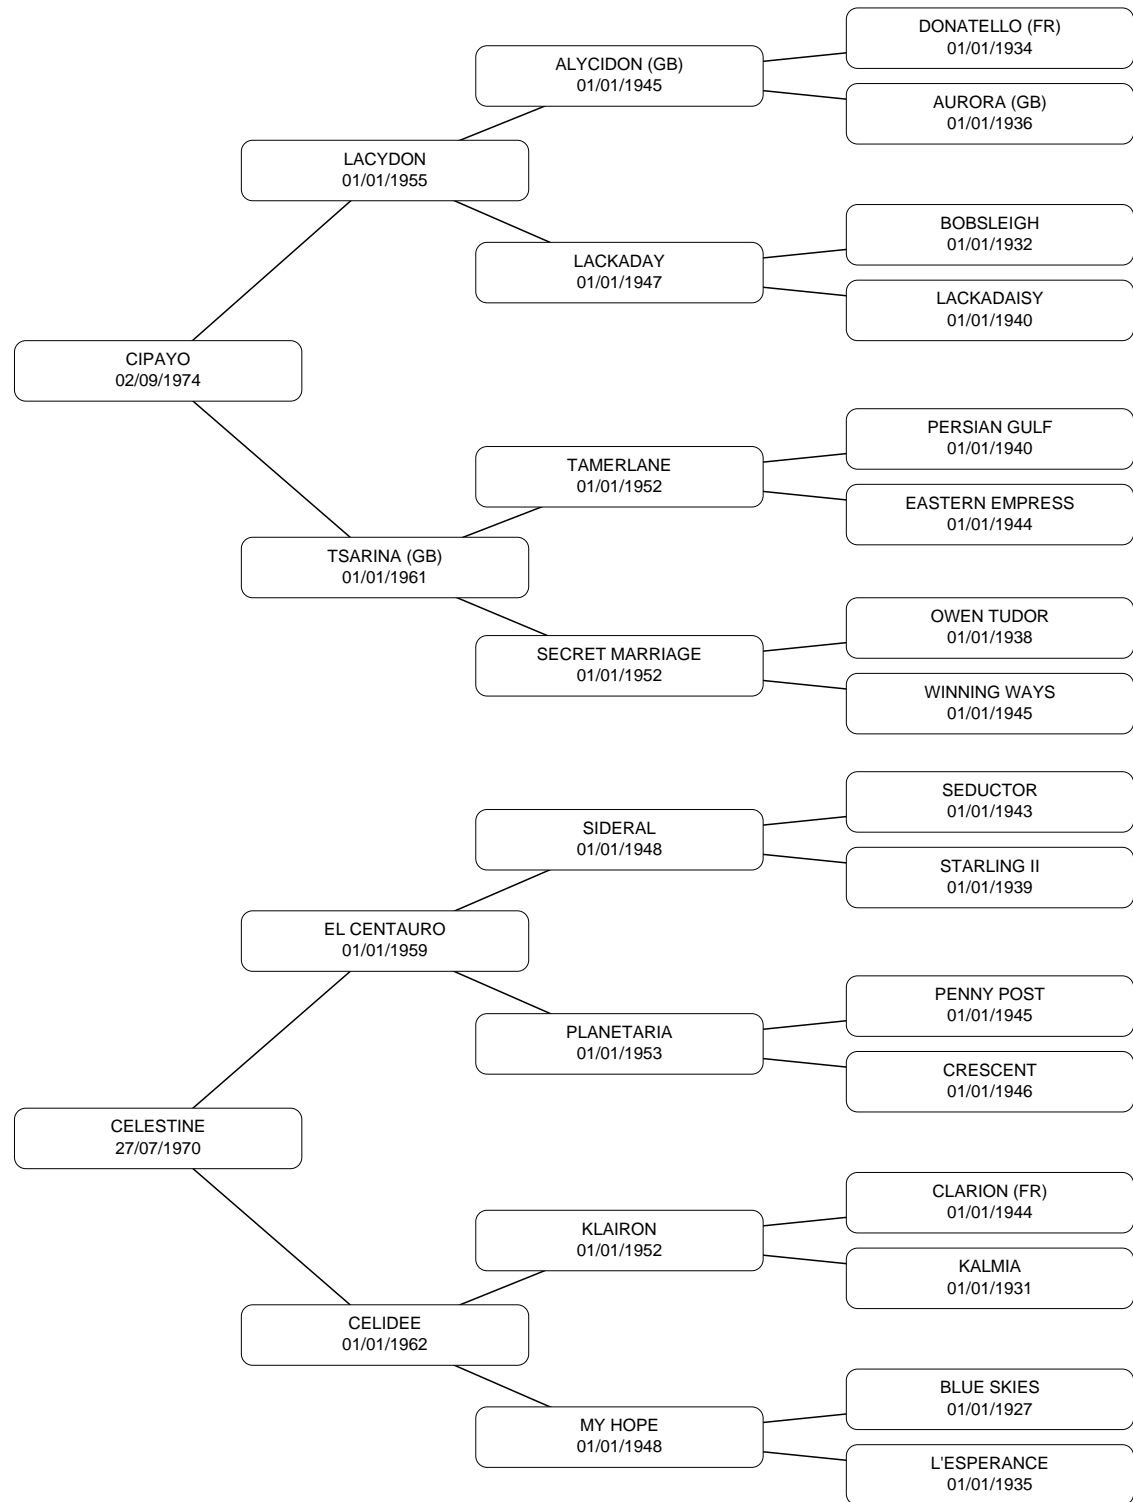 DONATELLO (FR)
01/01/1934
ALYCIDON (GB)
01/01/1945
AURORA (GB)
01/01/1936
LACYDON
01/01/1955
BOBSLEIGH
01/01/1932
LACKADAY
01/01/1947
LACKADAISY
01/01/1940
CIPAYO
02/09/1974
PERSIAN GULF
01/01/1940
TAMERLANE
01/01/1952
EASTERN EMPRESS
01/01/1944
TSARINA (GB)
01/01/1961
OWEN TUDOR
01/01/1938
SECRET MARRIAGE
01/01/1952
WINNING WAYS
01/01/1945
SEDUCTOR
01/01/1943
SIDERAL
01/01/1948
STARLING II
01/01/1939
EL CENTAURO
01/01/1959
PENNY POST
01/01/1945
PLANETARIA
01/01/1953
CRESCENT
01/01/1946
CELESTINE
27/07/1970
CLARION (FR)
01/01/1944
KLAIRON
01/01/1952
KALMIA
01/01/1931
CELIDEE
01/01/1962
BLUE SKIES
01/01/1927
MY HOPE
01/01/1948
L'ESPERANCE
01/01/1935